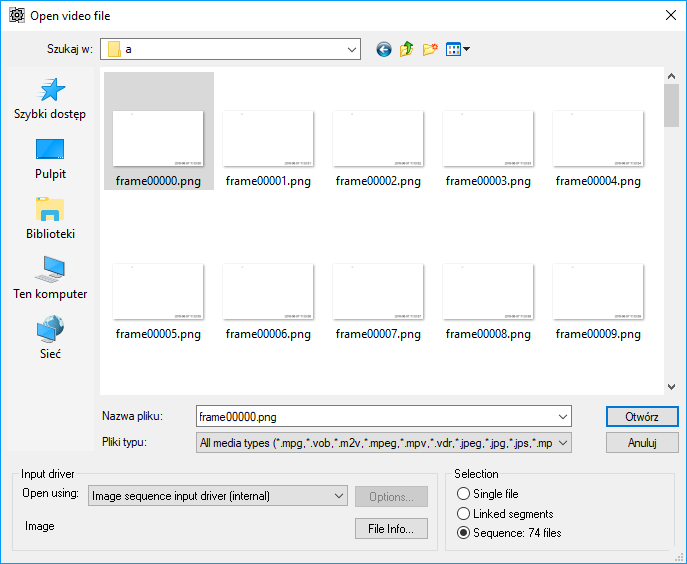 Open video file
Szukaj w: a
Szybki dostęp
Pulpit
Biblioteki
Ten komputer
Sieć
frame00000.png frame00001.png frame00002.png frame00003.png frame00004.png
frame00005.png frame00006.png frame00007.png frame00008.png frame00009.png
Nazwa pliku: frame00000.png Otwórz
Pliki typu: All media types (*.mpg,*.vob,*.m2v,*.mpeg,*.mpv,*.vdr,*.jpeg,*.jpg,*.jps,*.mp Anuluj
Input driver
Open using: Image sequence input driver (internal) Options...
Image File Info...
Selection
Single file
Linked segments
Sequence: 74 files